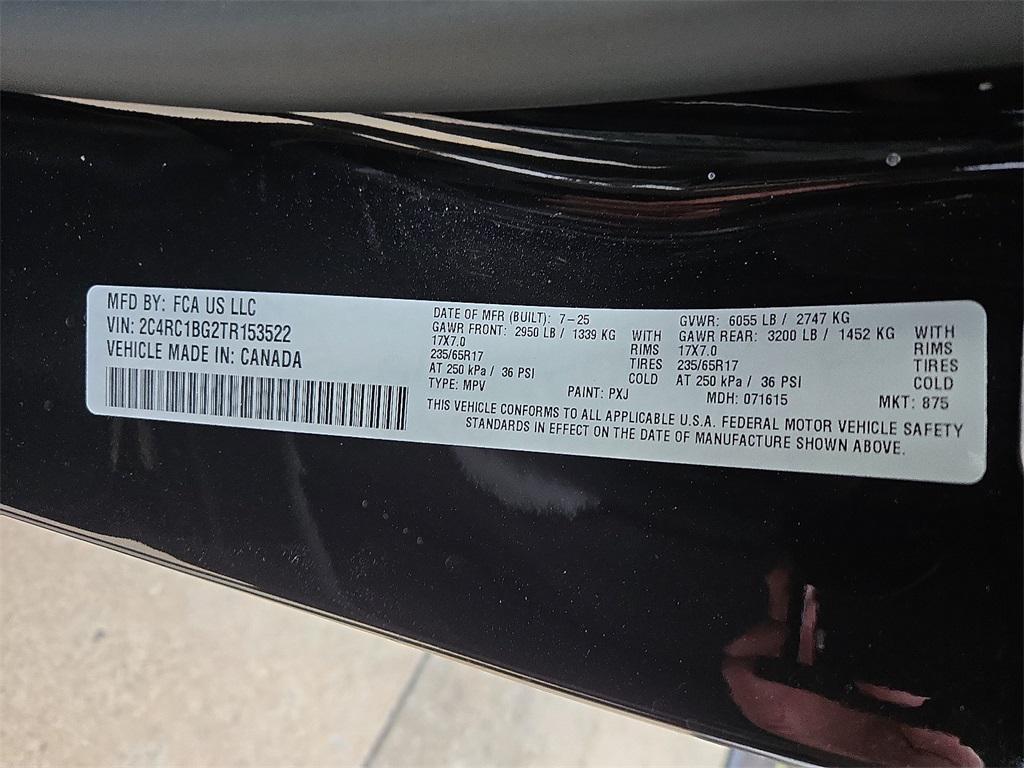 MFD BY: FCA US LLC
VIN: 2C4RC1BG2TR153522
VEHICLE MADE IN: CANADA
DATE OF MFR (BUILT): 7-25
GAWR FRONT: 2950 LB / 1339 KG WITH
17X7.0 RIMS
235/65R17 TIRES
AT 250 kPa / 36 PSI COLD
TYPE: MPV PAINT: PXJ
GVWR: 6055 LB / 2747 KG
GAWR REAR: 3200 LB / 1452 KG WITH
17X7.0 RIMS
235/65R17 TIRES
AT 250 kPa / 36 PSI COLD
MDH: 071615 MKT: 875
THIS VEHICLE CONFORMS TO ALL APPLICABLE U.S.A. FEDERAL MOTOR VEHICLE SAFETY
STANDARDS IN EFFECT ON THE DATE OF MANUFACTURE SHOWN ABOVE.